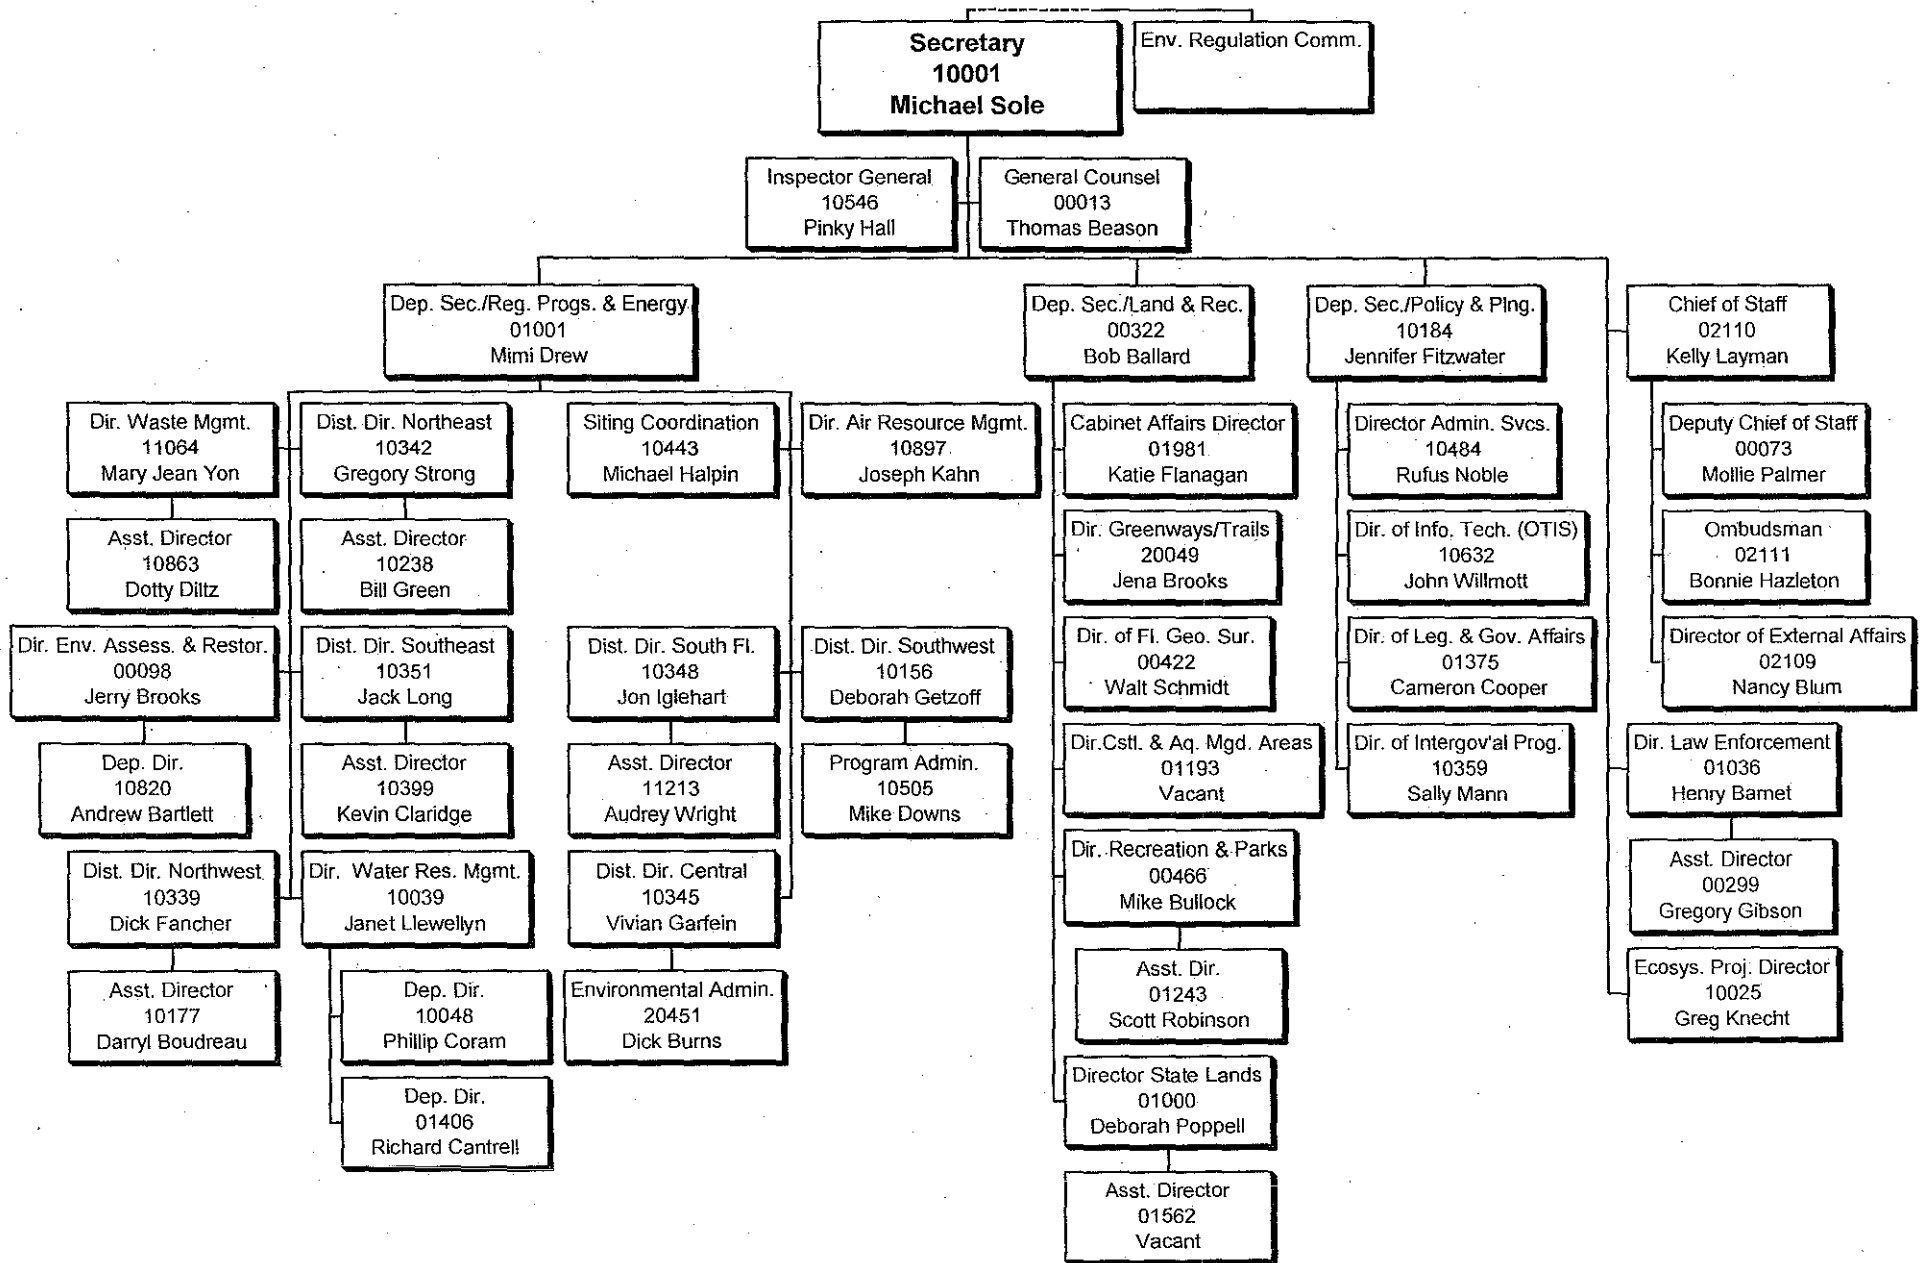 Secretary
10001
Michael Sole
Env. Regulation Comm.
Inspector General
10546
Pinky Hall
General Counsel
00013
Thomas Beason
Dep. Sec./Reg. Progs. & Energy
01001
Mimi Drew
Dep. Sec./Land & Rec.
00322
Bob Ballard
Dep. Sec./Policy & Plng.
10184
Jennifer Fitzwater
Chief of Staff
02110
Kelly Layman
Dir. Waste Mgmt.
11064
Mary Jean Yon
Dist. Dir. Northeast
10342
Gregory Strong
Siting Coordination
10443
Michael Halpin
Dir. Air Resource Mgmt.
10897
Joseph Kahn
Cabinet Affairs Director
01981
Katie Flanagan
Director Admin. Svcs.
10484
Rufus Noble
Deputy Chief of Staff
00073
Mollie Palmer
Asst. Director
10863
Dotty Diltz
Asst. Director
10238
Bill Green
Dir. Greenways/Trails
20049
Jena Brooks
Dir. of Info. Tech. (OTIS)
10632
John Willmott
Ombudsman
02111
Bonnie Hazleton
Dir. Env. Assess. & Restor.
00098
Jerry Brooks
Dist. Dir. Southeast
10351
Jack Long
Dist. Dir. South Fl.
10348
Jon Iglehart
Dist. Dir. Southwest
10156
Deborah Getzoff
Dir. of Fl. Geo. Sur.
00422
Walt Schmidt
Dir. of Leg. & Gov. Affairs
01375
Cameron Cooper
Director of External Affairs
02109
Nancy Blum
Dep. Dir.
10820
Andrew Bartlett
Asst. Director
10399
Kevin Claridge
Asst. Director
11213
Audrey Wright
Program Admin.
10505
Mike Downs
Dir.Cstl. & Aq. Mgd. Areas
01193
Vacant
Dir. of Intergov'al Prog.
10359
Sally Mann
Dir. Law Enforcement
01036
Henry Barnet
Dist. Dir. Northwest
10339
Dick Fancher
Dir. Water Res. Mgmt.
10039
Janet Llewellyn
Dist. Dir. Central
10345
Vivian Garfein
Dir. Recreation & Parks
00466
Mike Bullock
Asst. Director
00299
Gregory Gibson
Asst. Director
10177
Darryl Boudreau
Dep. Dir.
10048
Phillip Coram
Environmental Admin.
20451
Dick Burns
Asst. Dir.
01243
Scott Robinson
Ecosys. Proj. Director
10025
Greg Knecht
Dep. Dir.
01406
Richard Cantrell
Director State Lands
01000
Deborah Poppell
Asst. Director
01562
Vacant